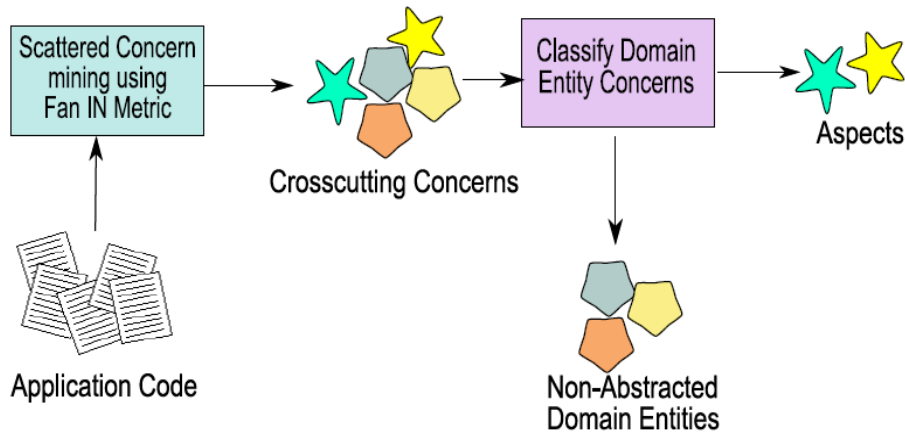 Scattered Concern
mining using
Fan IN Metric
Crosscutting Concerns
Classify Domain
Entity Concerns
Aspects
Application Code
Non-Abstracted
Domain Entities